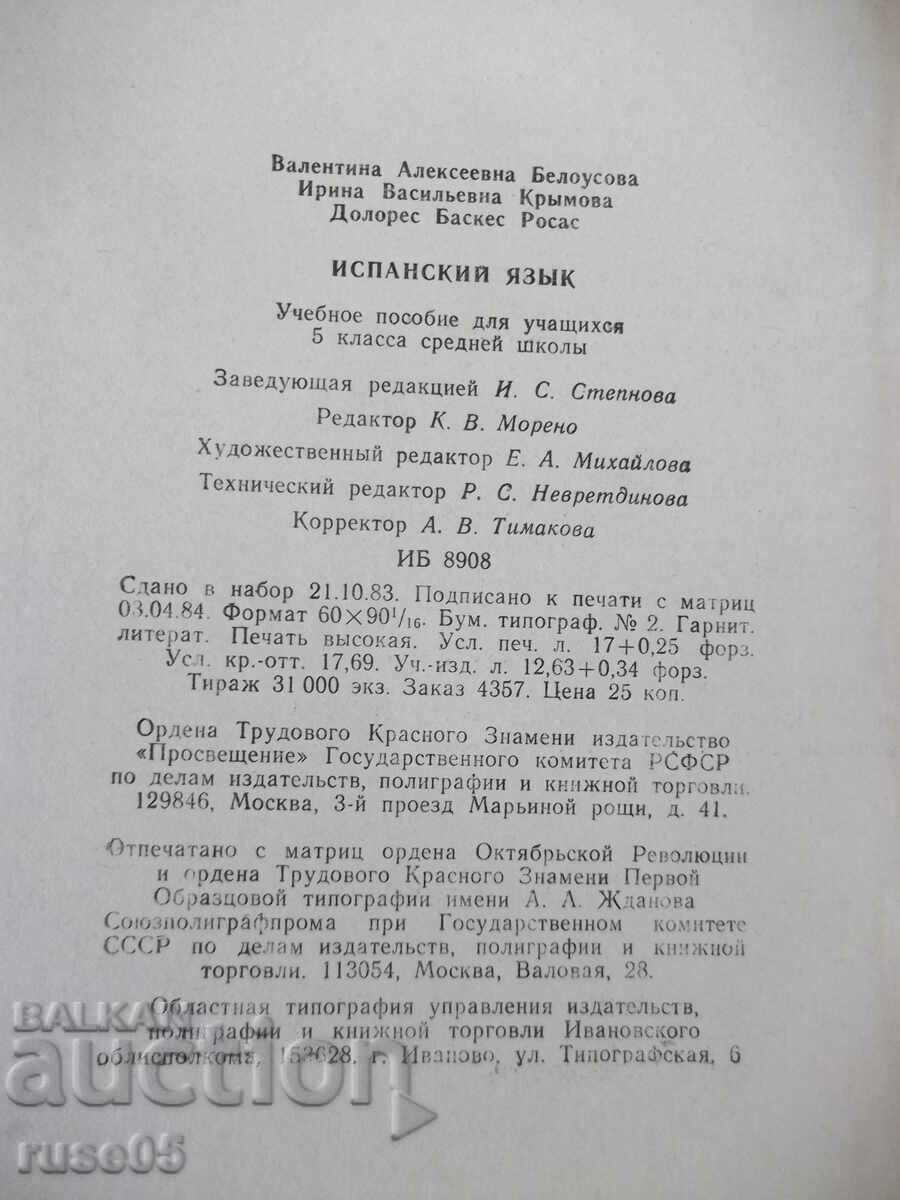 Валентина Алексеевна Белоусова
Ирина Васильевна Крымова
Долорес Баскес Росас
ИСПАНСКИЙ ЯЗЫК
Учебное пособие для учащихся
5 класса средней школы
Заведующая редакцией И. С. Степнова
Редактор К. В. Морено
Художественный редактор Е. А. Михайлова
Технический редактор Р. С. Невретдинова
Корректор А. В. Тимакова
ИБ 8908
Сдано в набор 21.10.83. Подписано к печати с матриц
03.04.84. Формат 60×90¹/₁₆. Бум. типограф. № 2. Гарнит.
литерат. Печать высокая. Усл. печ. л. 17+0,25 форз.
Усл. кр.-отт. 17,69. Уч.-изд. л. 12,63+0,34 форз.
Тираж 31 000 экз. Заказ 4357. Цена 25 коп.
Ордена Трудового Красного Знамени издательство
«Просвещение» Государственного комитета РСФСР
по делам издательств, полиграфии и книжной торговли.
129846, Москва, 3-й проезд Марьиной рощи, д. 41.
Отпечатано с матриц ордена Октябрьской Революции
и ордена Трудового Красного Знамени Первой
Образцовой типографии имени А. А. Жданова
Союзполиграфпрома при Государственном комитете
СССР по делам издательств, полиграфии и книжной
торговли. 113054, Москва, Валовая, 28.
Областная типография управления издательств,
полиграфии и книжной торговли Ивановского
облисполкома, 153628, г. Иваново, ул. Типографская, 6
BALKAN
auction
ruse05